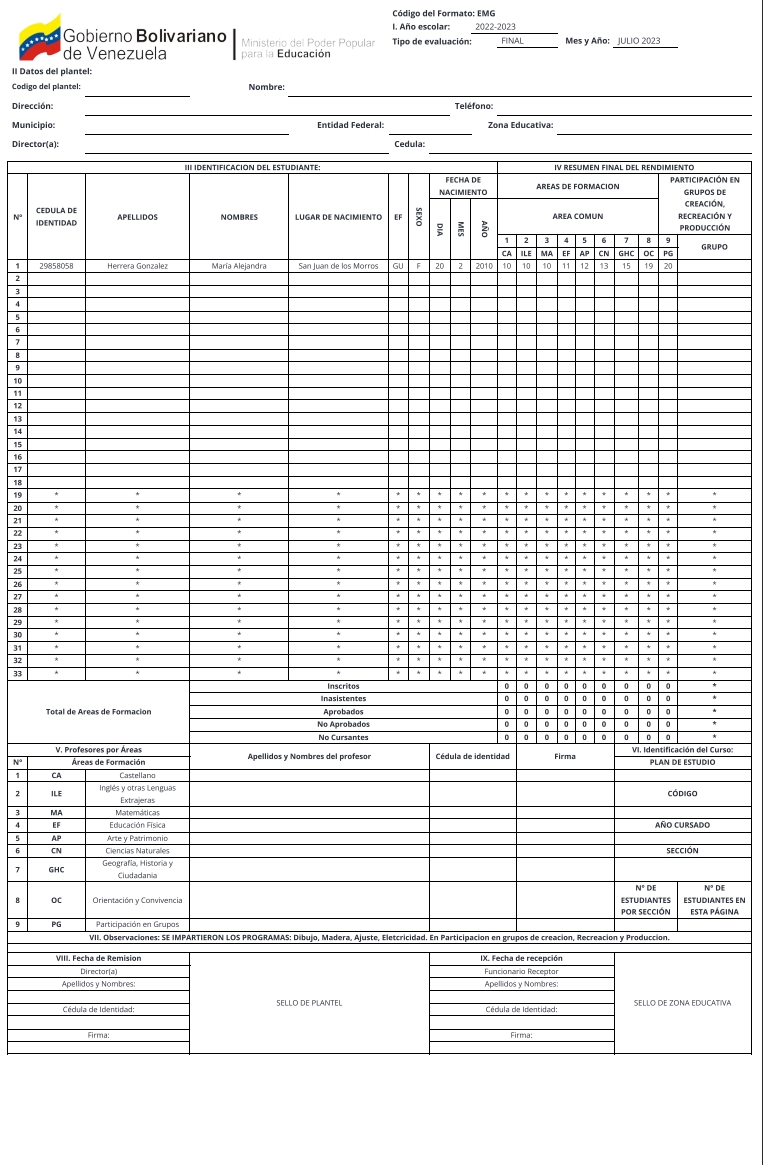 Gobierno Bolivariano
de Venezuela
Ministerio del Poder Popular
para la Educación
Código del Formato: EMG
I. Año escolar: 2022-2023
Tipo de evaluación: FINAL Mes y Año: JULIO 2023
II Datos del plantel:
Codigo del plantel: Nombre:
Dirección: Teléfono:
Municipio: Entidad Federal: Zona Educativa:
Director(a): Cedula:
III IDENTIFICACION DEL ESTUDIANTE: IV RESUMEN FINAL DEL RENDIMIENTO
N° CEDULA DE IDENTIDAD APELLIDOS NOMBRES LUGAR DE NACIMIENTO EF SEXO FECHA DE NACIMIENTO DIA MES AÑO AREAS DE FORMACION PARTICIPACIÓN EN GRUPOS DE CREACIÓN, RECREACIÓN Y PRODUCCIÓN
AREA COMUN
1 2 3 4 5 6 7 8 9 GRUPO
CA ILE MA EF AP CN GHC OC PG
1 29858058 Herrera Gonzalez María Alejandra San Juan de los Morros GU F 20 2 2010 10 10 10 11 12 13 15 19 20
2
3
4
5
6
7
8
9
10
11
12
13
14
15
16
17
18
19 * * * * * * * * * * * * * * * * * * *
20 * * * * * * * * * * * * * * * * * * *
21 * * * * * * * * * * * * * * * * * * *
22 * * * * * * * * * * * * * * * * * * *
23 * * * * * * * * * * * * * * * * * * *
24 * * * * * * * * * * * * * * * * * * *
25 * * * * * * * * * * * * * * * * * * *
26 * * * * * * * * * * * * * * * * * * *
27 * * * * * * * * * * * * * * * * * * *
28 * * * * * * * * * * * * * * * * * * *
29 * * * * * * * * * * * * * * * * * * *
30 * * * * * * * * * * * * * * * * * * *
31 * * * * * * * * * * * * * * * * * * *
32 * * * * * * * * * * * * * * * * * * *
33 * * * * * * * * * * * * * * * * * * *
Total de Areas de Formacion
Inscritos 0 0 0 0 0 0 0 0 0 *
Inasistentes 0 0 0 0 0 0 0 0 0 *
Aprobados 0 0 0 0 0 0 0 0 0 *
No Aprobados 0 0 0 0 0 0 0 0 0 *
No Cursantes 0 0 0 0 0 0 0 0 0 *
V. Profesores por Áreas Apellidos y Nombres del profesor Cédula de identidad Firma VI. Identificación del Curso:
N° Áreas de Formación PLAN DE ESTUDIO
1 CA Castellano
2 ILE Inglés y otras Lenguas Extrajeras CÓDIGO
3 MA Matemáticas
4 EF Educación Física AÑO CURSADO
5 AP Arte y Patrimonio
6 CN Ciencias Naturales SECCIÓN
7 GHC Geografía, Historia y Ciudadania
8 OC Orientación y Convivencia N° DE ESTUDIANTES POR SECCIÓN N° DE ESTUDIANTES EN ESTA PÁGINA
9 PG Participación en Grupos
VII. Observaciones: SE IMPARTIERON LOS PROGRAMAS: Dibujo, Madera, Ajuste, Eletcricidad. En Participacion en grupos de creacion, Recreacion y Produccion.
VIII. Fecha de Remision IX. Fecha de recepción
Director(a) Funcionario Receptor
Apellidos y Nombres: Apellidos y Nombres:
SELLO DE PLANTEL SELLO DE ZONA EDUCATIVA
Cédula de Identidad: Cédula de Identidad:
Firma: Firma: